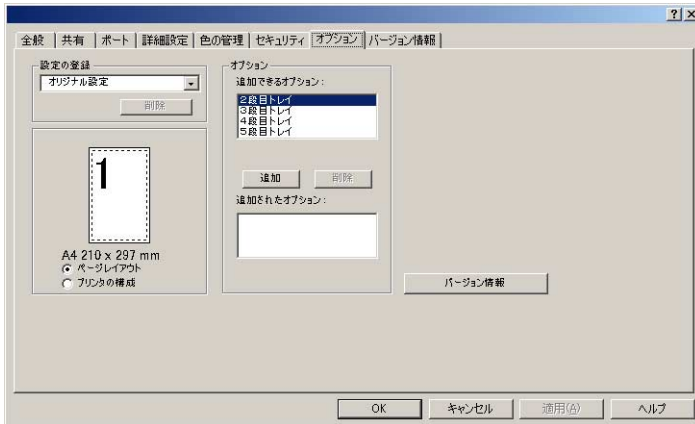 全般 共有 ポート 詳細設定 色の管理 セキュリティ オプション バージョン情報
設定の登録
オリジナル設定
削除
1
A4 210 x 297 mm
ページレイアウト
プリンタの構成
オプション
追加できるオプション:
2段目トレイ
3段目トレイ
4段目トレイ
5段目トレイ
追加 削除
追加されたオプション:
バージョン情報
OK キャンセル 適用(A) ヘルプ